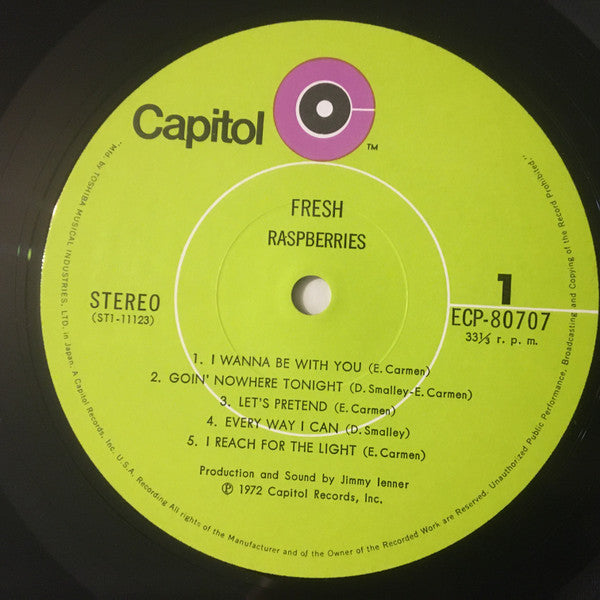 Capitol
TM
FRESH
RASPBERRIES
STEREO
(ST1-11123)
1
ECP-80707
33⅓ r. p. m.
1. I WANNA BE WITH YOU (E. Carmen)
2. GOIN' NOWHERE TONIGHT (D. Smalley-E. Carmen)
3. LET'S PRETEND (E. Carmen)
4. EVERY WAY I CAN (D. Smalley)
5. I REACH FOR THE LIGHT (E. Carmen)
Production and Sound by Jimmy Ienner
Ⓟ 1972 Capitol Records, Inc.
"Mfd. by TOSHIBA MUSICAL INDUSTRIES, LTD. in Japan. A Capitol Records, Inc. U.S.A. Recording All rights of the Manufacturer and of the Owner of the Recorded Work are Reserved. Unauthorized Public Performance, Broadcasting and Copying of the Record Prohibited."